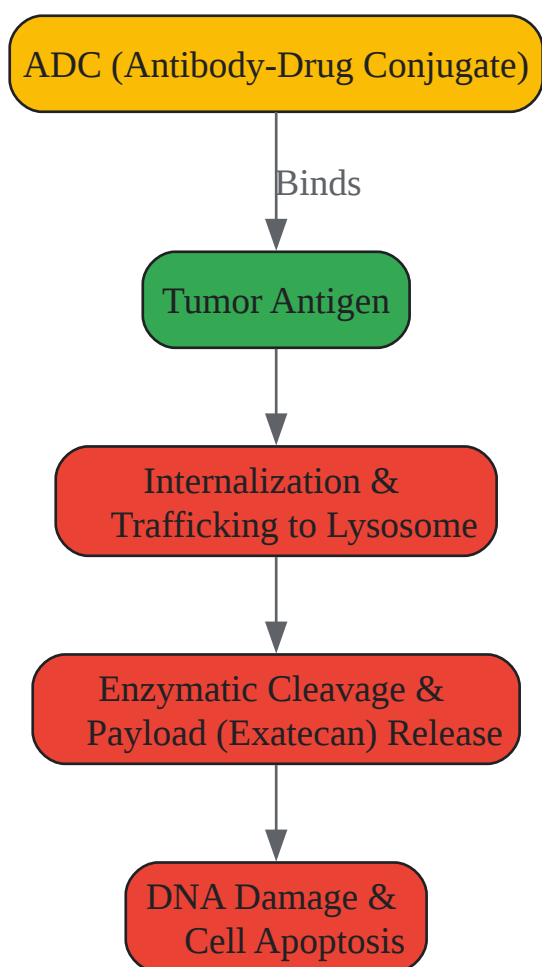 ADC (Antibody-Drug Conjugate)
Binds
Tumor Antigen
Internalization &
Trafficking to Lysosome
Enzymatic Cleavage &
Payload (Exatecan) Release
DNA Damage &
Cell Apoptosis